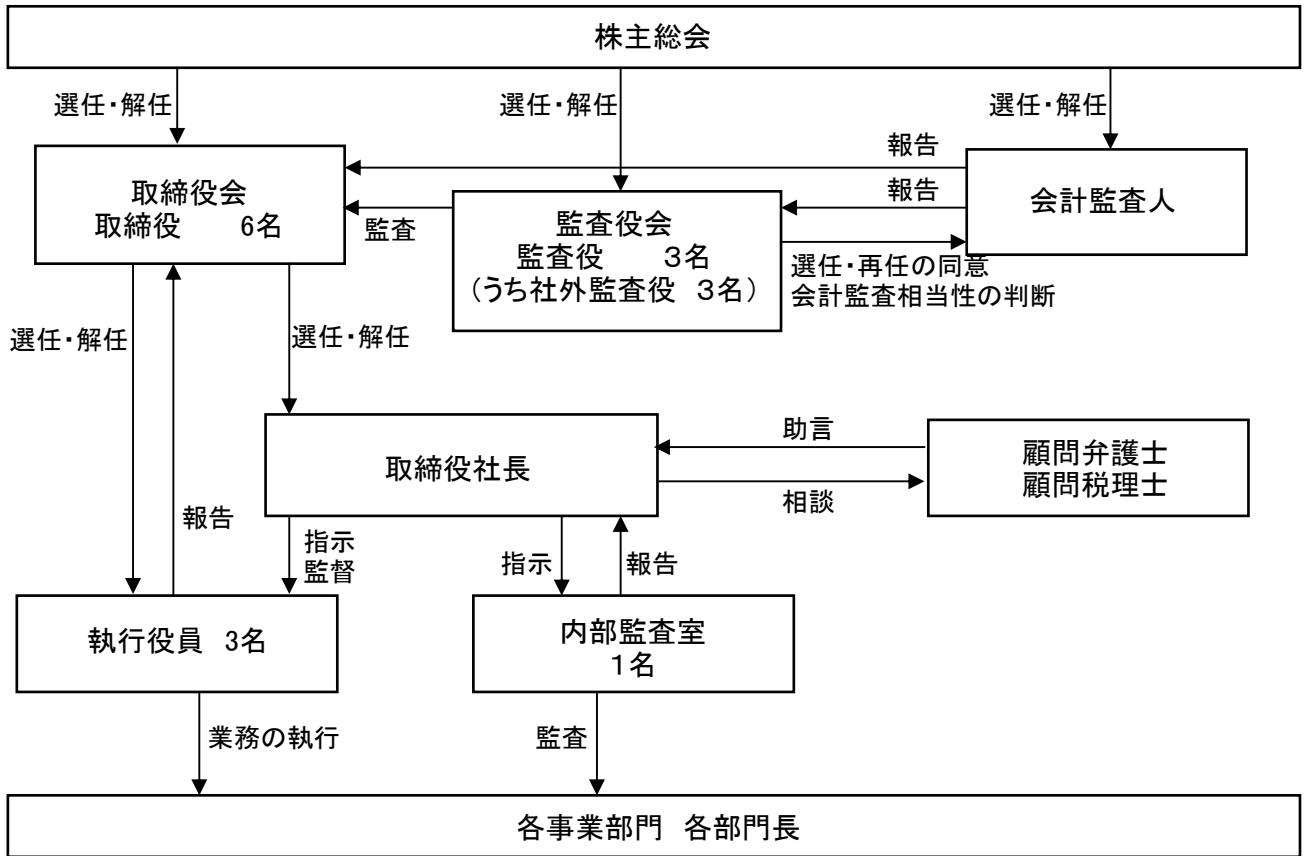 株主総会
選任・解任
選任・解任
選任・解任
報告
取締役会
取締役　　6名
監査
監査役会
監査役　　３名
（うち社外監査役　３名）
報告
会計監査人
選任・再任の同意
会計監査相当性の判断
選任・解任
選任・解任
取締役社長
助言
相談
顧問弁護士
顧問税理士
報告
指示
監督
指示
報告
執行役員　3名
内部監査室
１名
業務の執行
監査
各事業部門　各部門長